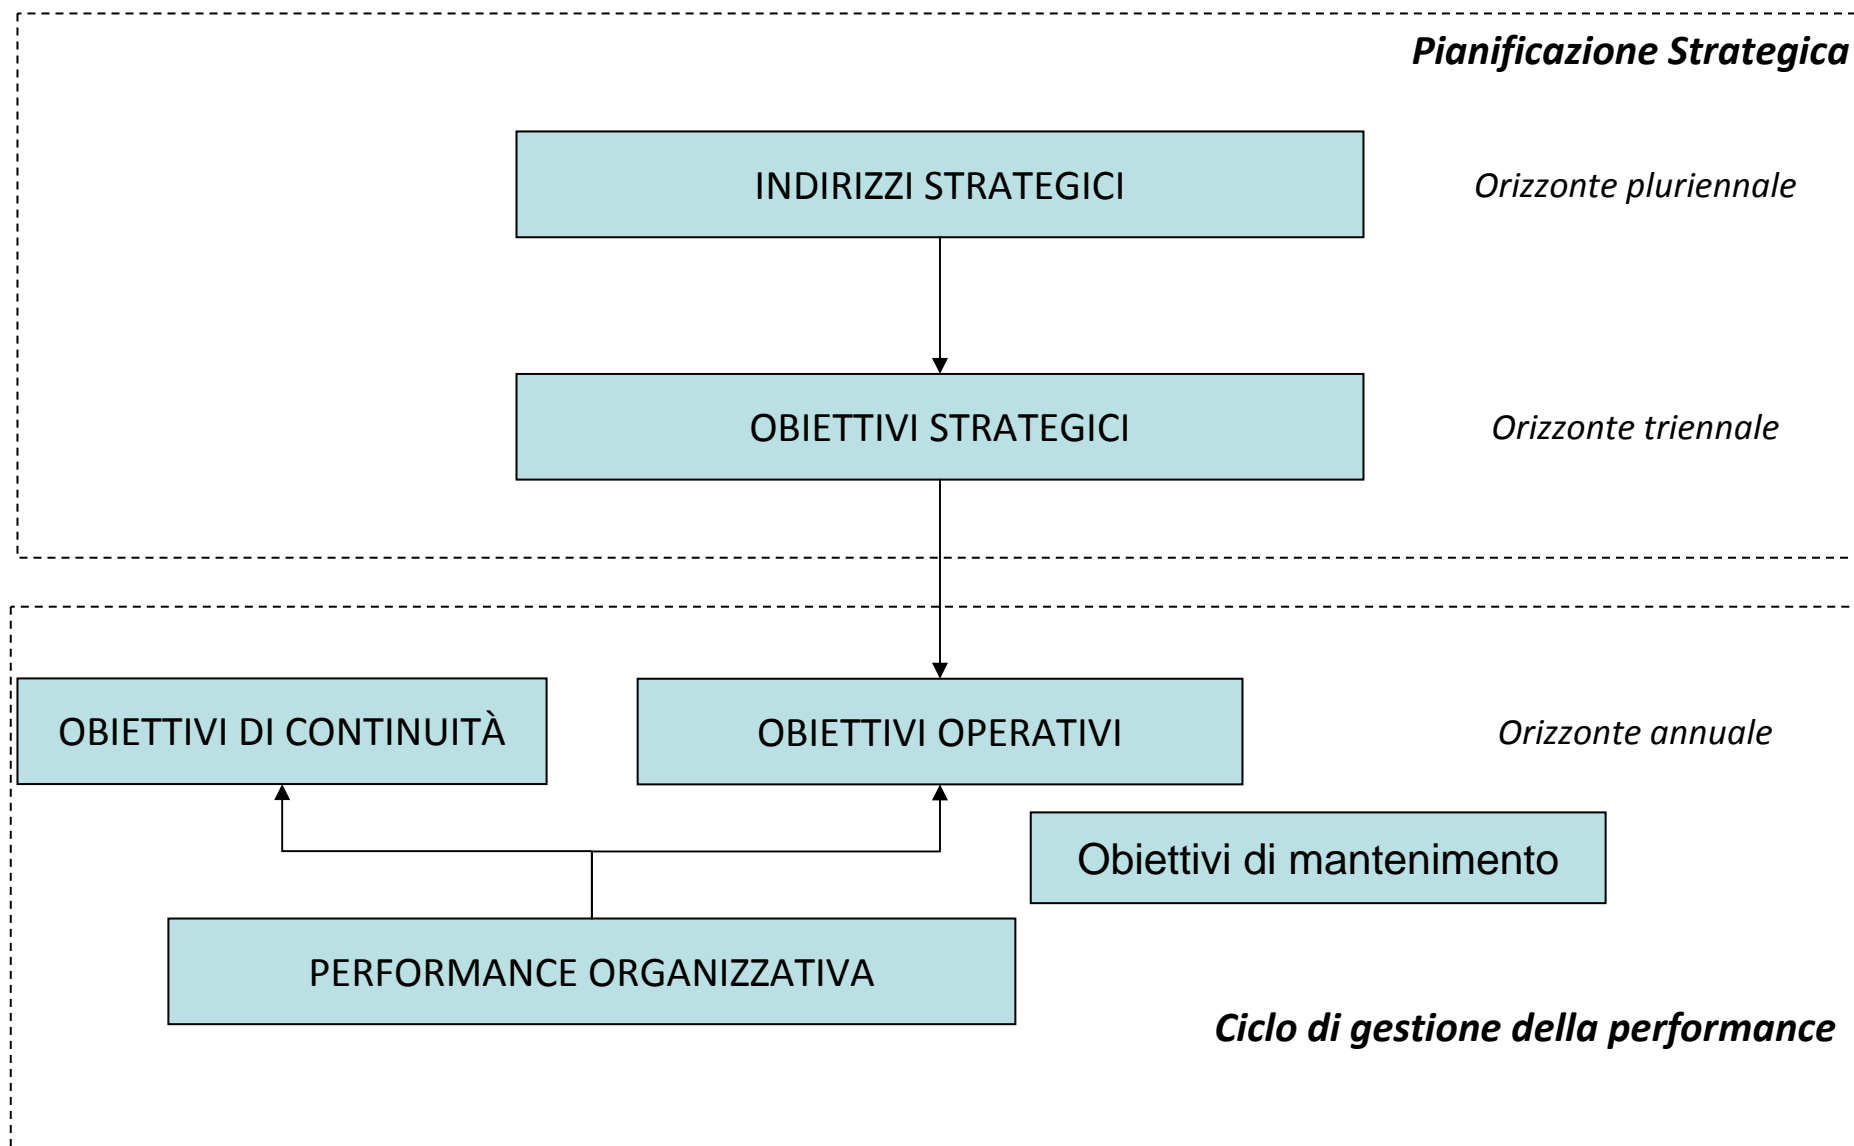 Pianificazione Strategica
INDIRIZZI STRATEGICI
Orizzonte pluriennale
OBIETTIVI STRATEGICI
Orizzonte triennale
OBIETTIVI DI CONTINUITÀ
OBIETTIVI OPERATIVI
Orizzonte annuale
Obiettivi di mantenimento
PERFORMANCE ORGANIZZATIVA
Ciclo di gestione della performance